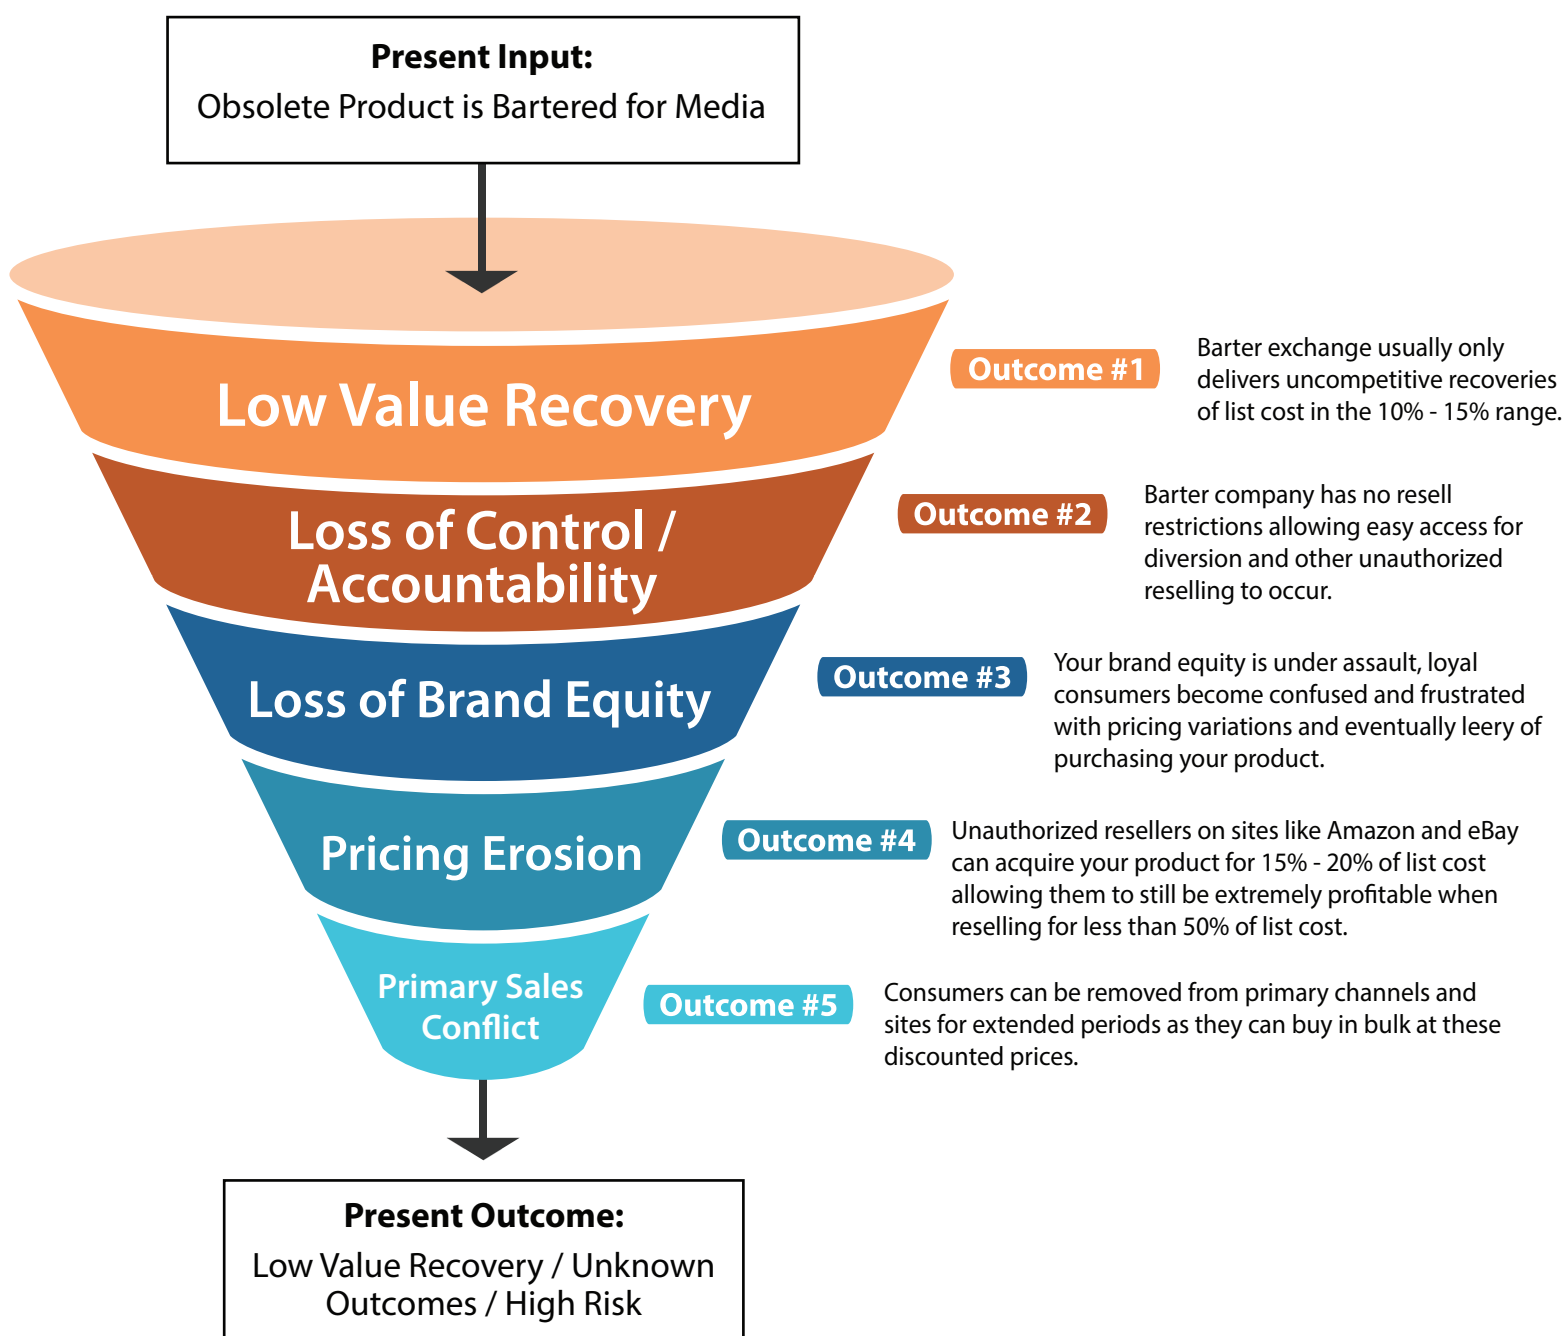 Present Input:
Obsolete Product is Bartered for Media
Low Value Recovery
Outcome #1
Barter exchange usually only
delivers uncompetitive recoveries
of list cost in the 10% - 15% range.
Loss of Control /
Accountability
Outcome #2
Barter company has no resell
restrictions allowing easy access for
diversion and other unauthorized
reselling to occur.
Loss of Brand Equity
Outcome #3
Your brand equity is under assault, loyal
consumers become confused and frustrated
with pricing variations and eventually leery of
purchasing your product.
Pricing Erosion
Outcome #4
Unauthorized resellers on sites like Amazon and eBay
can acquire your product for 15% - 20% of list cost
allowing them to still be extremely profitable when
reselling for less than 50% of list cost.
Primary Sales
Conflict
Outcome #5
Consumers can be removed from primary channels and
sites for extended periods as they can buy in bulk at these
discounted prices.
Present Outcome:
Low Value Recovery / Unknown
Outcomes / High Risk